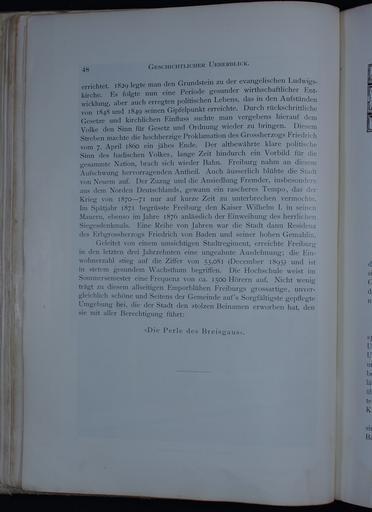 48
Geschichtlicher Ueberblick.
errichtet. 1829 legte man den Grundstein zu der evangelischen Ludwigs-
kirche. Es folgte nun eine Periode gesunder wirthschaftlicher Ent-
wicklung, aber auch erregten politischen Lebens, das in den Aufständen
von 1848 und 1849 seinen Gipfelpunkt erreichte. Durch rückschrittliche
Gesetze und kirchlichen Einfluss suchte man vergebens hierauf dem
Volke den Sinn für Gesetz und Ordnung wieder zu bringen. Diesem
Streben machte die hochherzige Proklamation des Grossherzogs Friedrich
vom 7. April 1860 ein jähes Ende. Der altbewährte klare politische
Sinn des badischen Volkes, lange Zeit hindurch ein Vorbild für die
gesammte Nation, brach sich wieder Bahn. Freiburg nahm an diesem
Aufschwung hervorragenden Antheil. Auch äusserlich blühte die Stadt
von Neuem auf. Der Zuzug und die Ansiedlung Fremder, insbesondere
aus dem Norden Deutschlands, gewann ein rascheres Tempo, das der
Krieg von 1870—71 nur auf kurze Zeit zu unterbrechen vermochte.
Im Spätjahr 1871 begrüsste Freiburg den Kaiser Wilhelm I. in seinen
Mauern, ebenso im Jahre 1876 anlässlich der Einweihung des herrlichen
Siegesdenkmals. Eine Reihe von Jahren war die Stadt dann Residenz
des Erbgrossherzogs Friedrich von Baden und seiner hohen Gemahlin.
Geleitet von einem umsichtigen Stadtregiment, erreichte Freiburg
in den letzten drei Jahrzehnten eine ungeahnte Ausdehnung; die Ein-
wohnerzahl stieg auf die Ziffer von 53,083 (December 1895) und ist
in stetem gesundem Wachsthum begriffen. Die Hochschule weist im
Sommersemester eine Frequenz von ca. 1500 Hörern auf. Nicht wenig
trägt zu diesem allseitigen Emporblühen Freiburgs grossartige, unver-
gleichlich schöne und Seitens der Gemeinde auf's Sorgfältigste gepflegte
Umgebung bei, die der Stadt den stolzen Beinamen erworben hat, den
sie mit aller Berechtigung führt:
«Die Perle des Breisgaus».